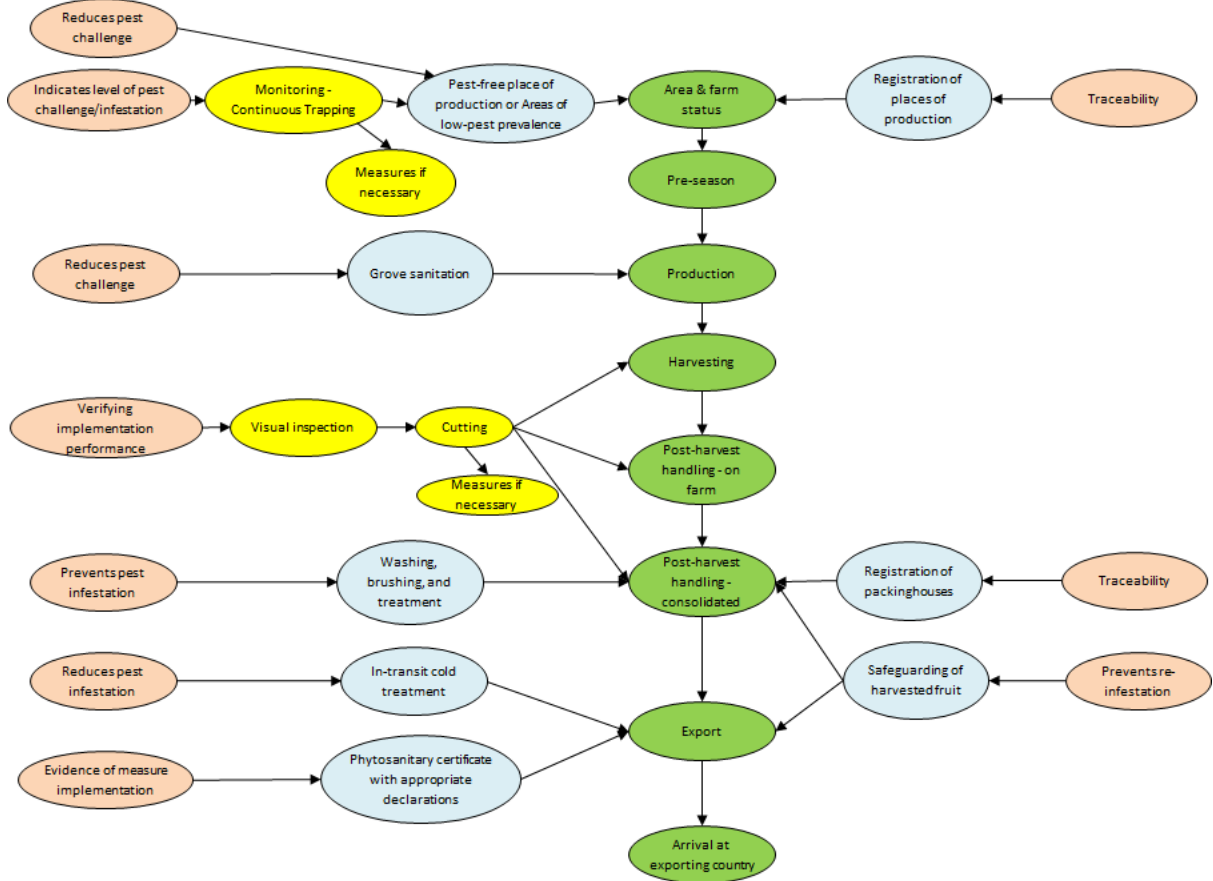 Reduces pest
challenge
Indicates level of pest
challenge/infestation
Monitoring -
Continuous Trapping
Pest-free place of
production or Areas of
low-pest prevalence
Area & farm
status
Registration of
places of
production
Traceability
Measures if
necessary
Pre-season
Reduces pest
challenge
Grove sanitation
Production
Harvesting
Verifying
implementation
performance
Visual inspection
Cutting
Measures if
necessary
Post-harvest
handling - on
farm
Prevents pest
infestation
Washing,
brushing, and
treatment
Post-harvest
handling -
consolidated
Registration of
packinghouses
Traceability
Reduces pest
infestation
In-transit cold
treatment
Safeguarding of
harvested fruit
Prevents re-
infestation
Export
Evidence of measure
implementation
Phytosanitary certificate
with appropriate
declarations
Arrival at
exporting country